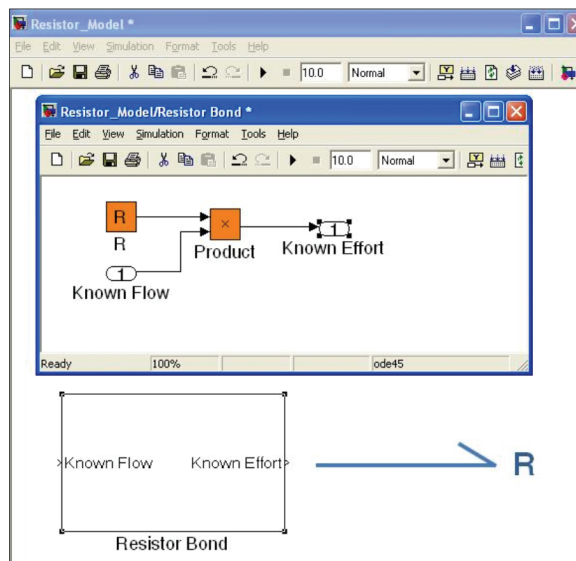 Resistor_Model *
File Edit View Simulation Format Tools Help
10.0 Normal
Resistor_Model/Resistor Bond *
File Edit View Simulation Format Tools Help
10.0 Normal
R
×
1
R
Product
Known Effort
1
Known Flow
Ready 100% ode45
Known Flow Known Effort
R
Resistor Bond